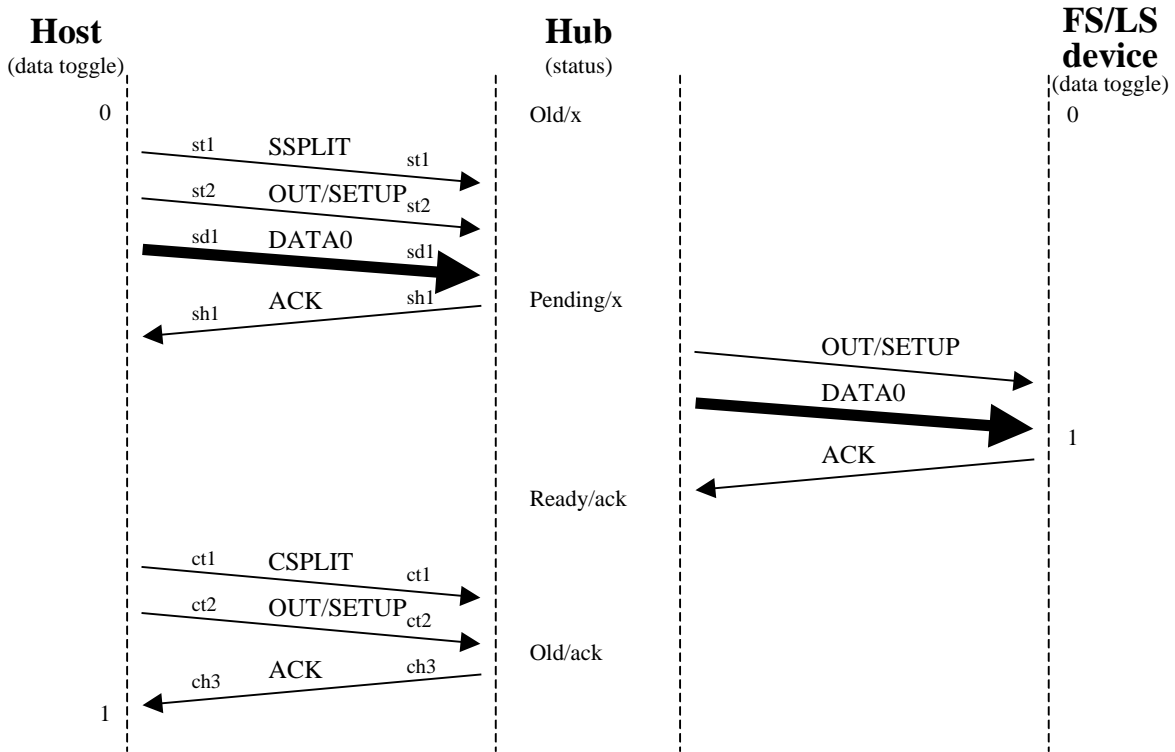 Host
(data toggle)
Hub
(status)
FS/LS
device
(data toggle)
0
Old/x
0
st1 SSPLIT st1
st2 OUT/SETUP st2
sd1 DATA0 sd1
ACK sh1
sh1
Pending/x
OUT/SETUP
DATA0
1
ACK
Ready/ack
ct1 CSPLIT ct1
ct2 OUT/SETUP ct2
Old/ack
ACK ch3
ch3
1